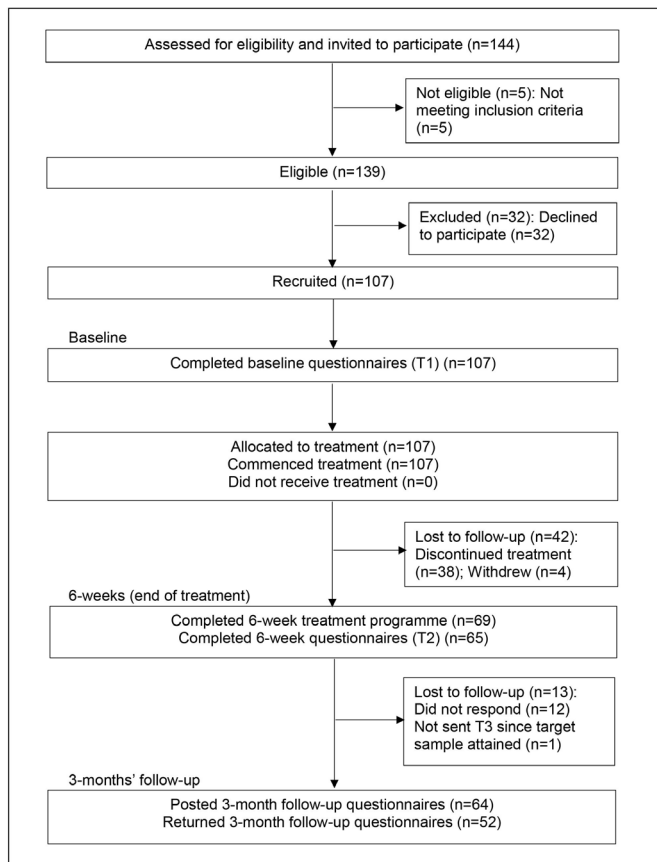 Assessed for eligibility and invited to participate (n=144)
Not eligible (n=5): Not
meeting inclusion criteria
(n=5)
Eligible (n=139)
Excluded (n=32): Declined
to participate (n=32)
Recruited (n=107)
Baseline
Completed baseline questionnaires (T1) (n=107)
Allocated to treatment (n=107)
Commenced treatment (n=107)
Did not receive treatment (n=0)
Lost to follow-up (n=42):
Discontinued treatment
(n=38); Withdrew (n=4)
6-weeks (end of treatment)
Completed 6-week treatment programme (n=69)
Completed 6-week questionnaires (T2) (n=65)
Lost to follow-up (n=13):
Did not respond (n=12)
Not sent T3 since target
sample attained (n=1)
3-months' follow-up
Posted 3-month follow-up questionnaires (n=64)
Returned 3-month follow-up questionnaires (n=52)